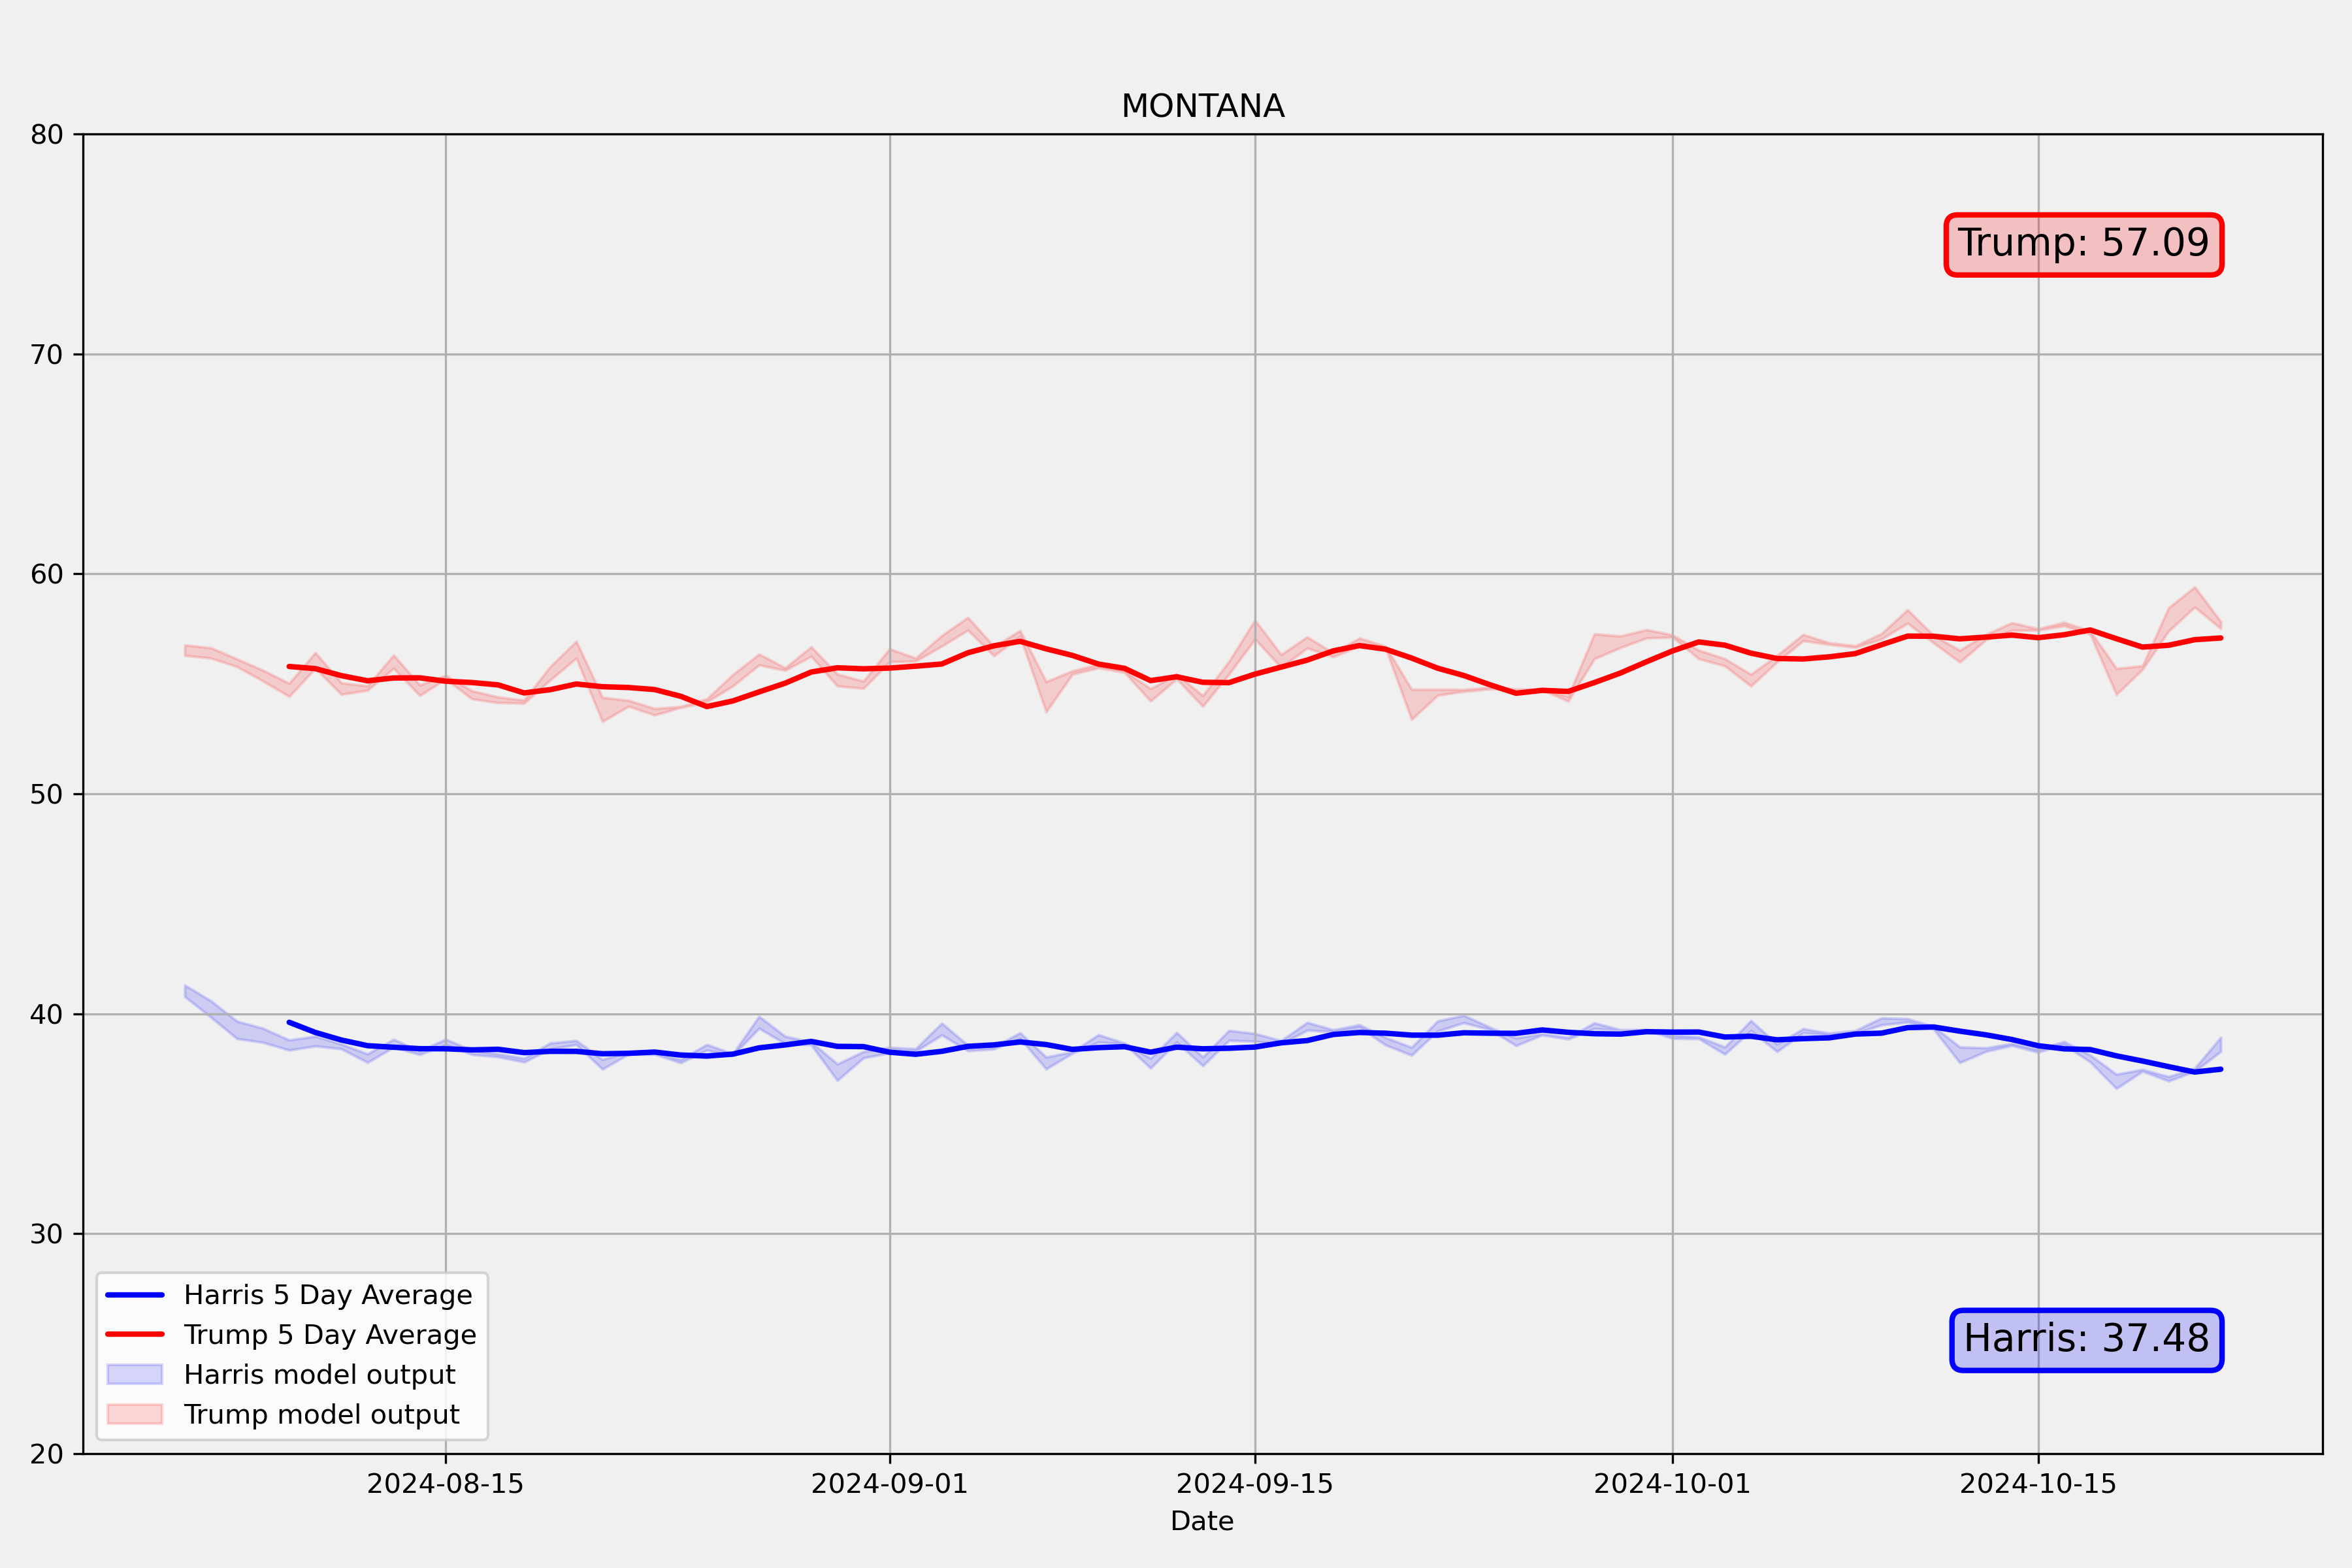 MONTANA
80
70
60
50
40
30
20
Trump: 57.09
Harris: 37.48
Harris 5 Day Average
Trump 5 Day Average
Harris model output
Trump model output
2024-08-15
2024-09-01
2024-09-15
2024-10-01
2024-10-15
Date